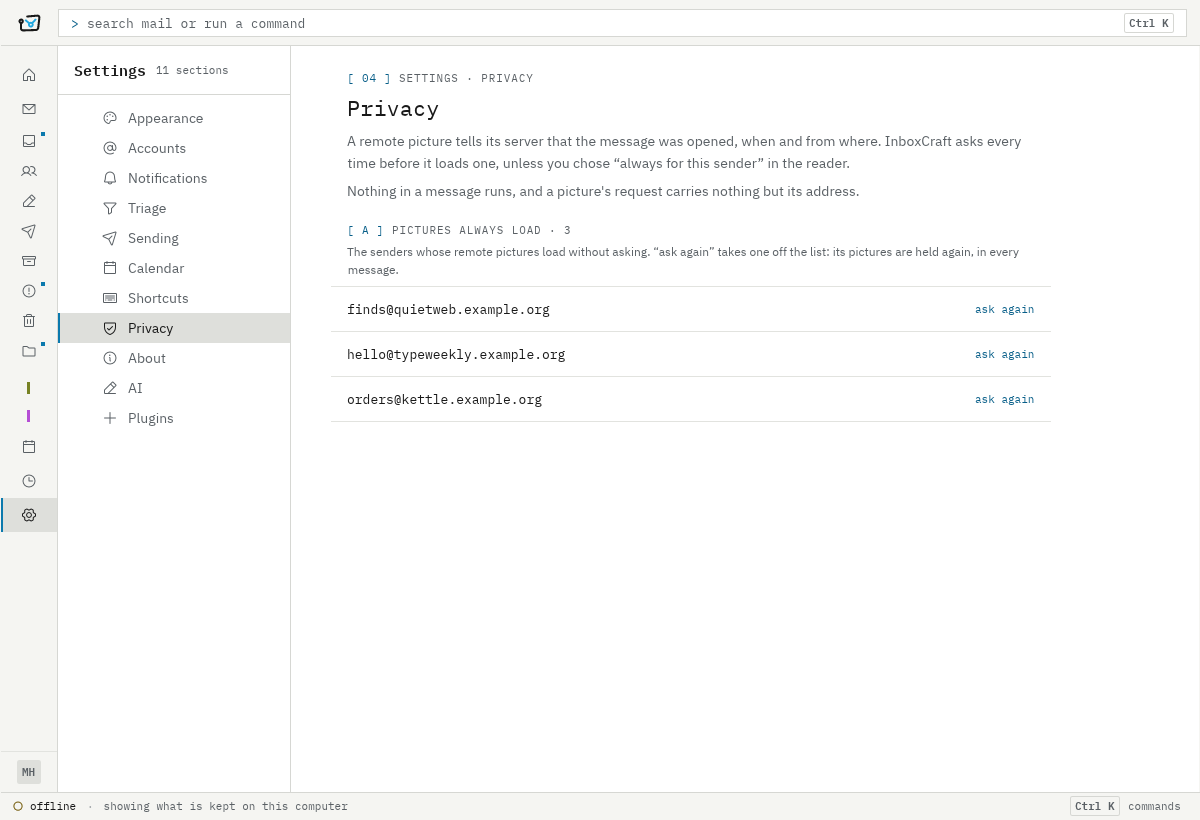 > search mail or run a command
Ctrl K
Settings 11 sections
Appearance
Accounts
Notifications
Triage
Sending
Calendar
Shortcuts
Privacy
About
AI
Plugins
[ 04 ] SETTINGS · PRIVACY
Privacy
A remote picture tells its server that the message was opened, when and from where. InboxCraft asks every
time before it loads one, unless you chose “always for this sender” in the reader.
Nothing in a message runs, and a picture's request carries nothing but its address.
[ A ] PICTURES ALWAYS LOAD · 3
The senders whose remote pictures load without asking. “ask again” takes one off the list: its pictures are held again, in every
message.
finds@quietweb.example.org ask again
hello@typeweekly.example.org ask again
orders@kettle.example.org ask again
MH
offline · showing what is kept on this computer
Ctrl K commands